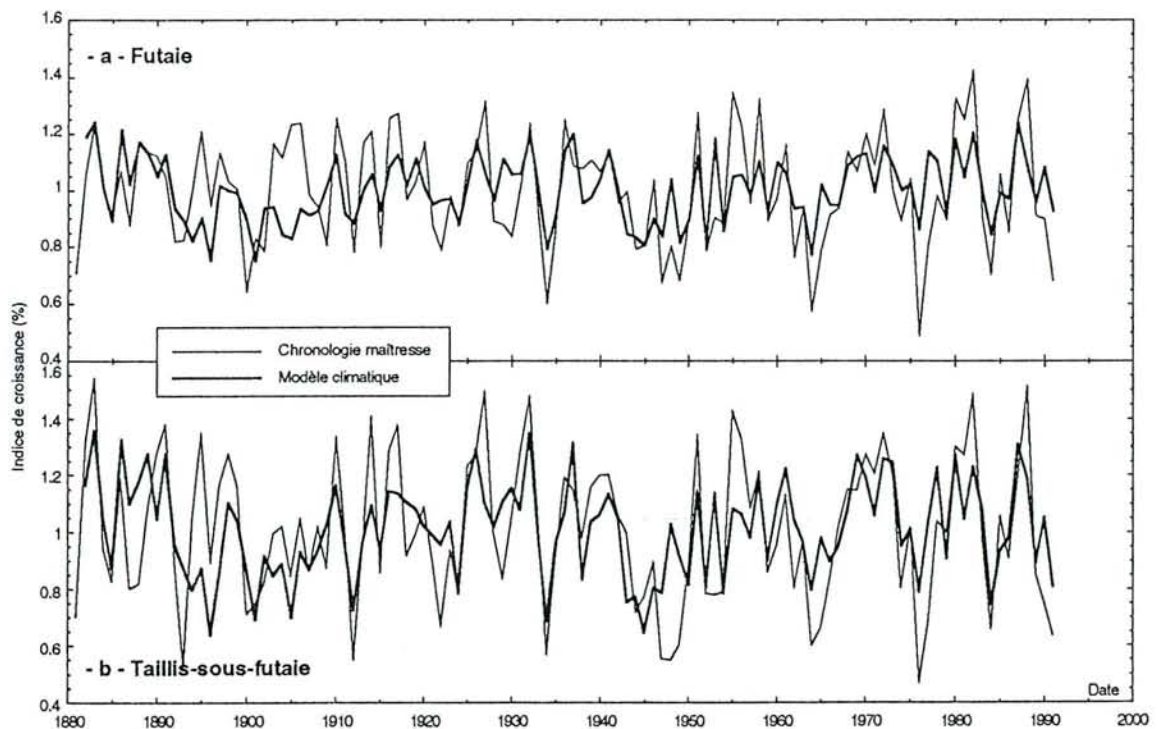 1.6
- a - Futaie
1.4
1.2
1
0.8
0.6
0.4
Indice de croissance (%)
Chronologie maîtresse
Modèle climatique
1.6
1.4
1.2
1.0
0.8
0.6
0.4
- b - Taillis-sous-futaie
Date
1880 1890 1900 1910 1920 1930 1940 1950 1960 1970 1980 1990 2000